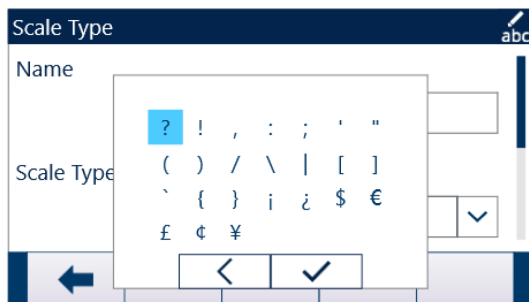 Scale Type
abc
Name
? ! , : ; ' "
( ) / \ | [ ]
Scale Type
` { } ¡ ¿ $ €
£ ¢ ¥